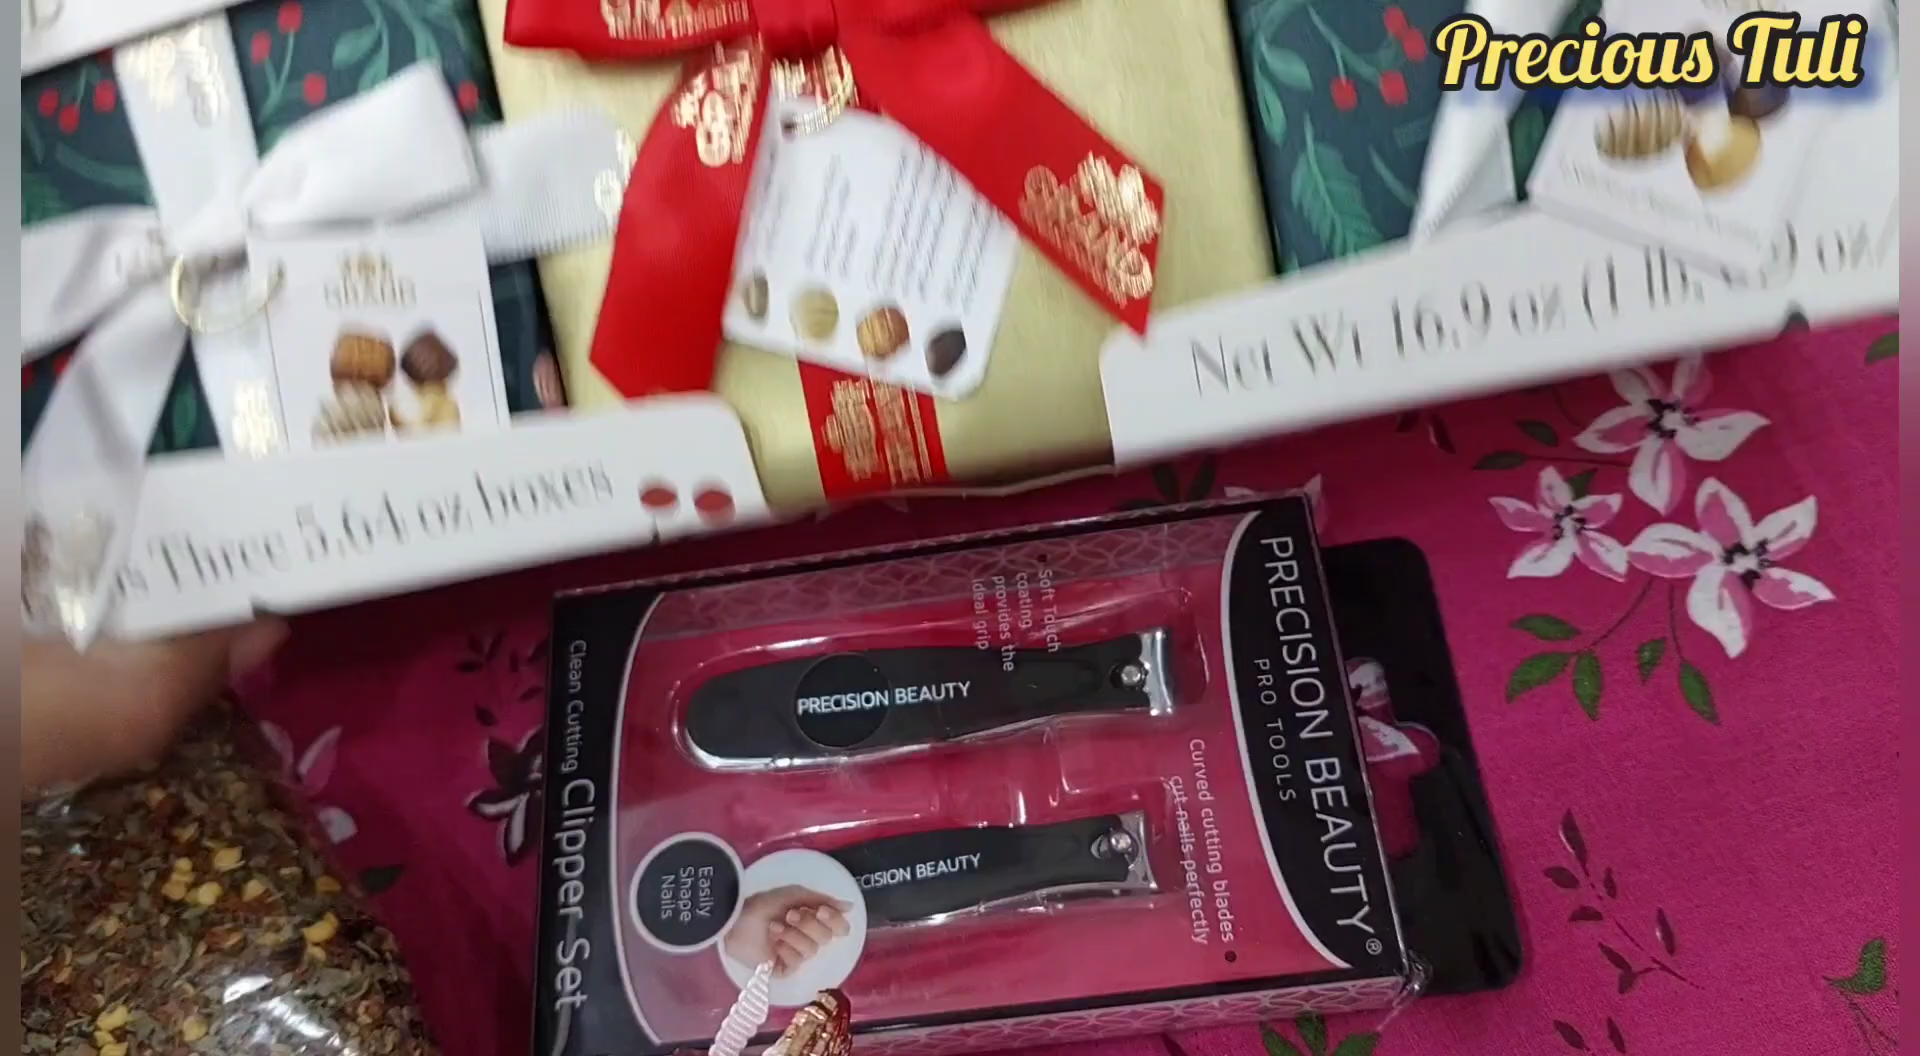 Precious Tuli
GRAND
Net Wt 16.9 oz (1 lb.
Three 5.64 oz boxes
PRECISION BEAUTY®
PRO TOOLS
• Soft Touch
coating
provides the
ideal grip
PRECISION BEAUTY
Curved cutting blades •
cut nails perfectly
CISION BEAUTY
Easily
Shape
Nails
Clean Cutting Clipper Set